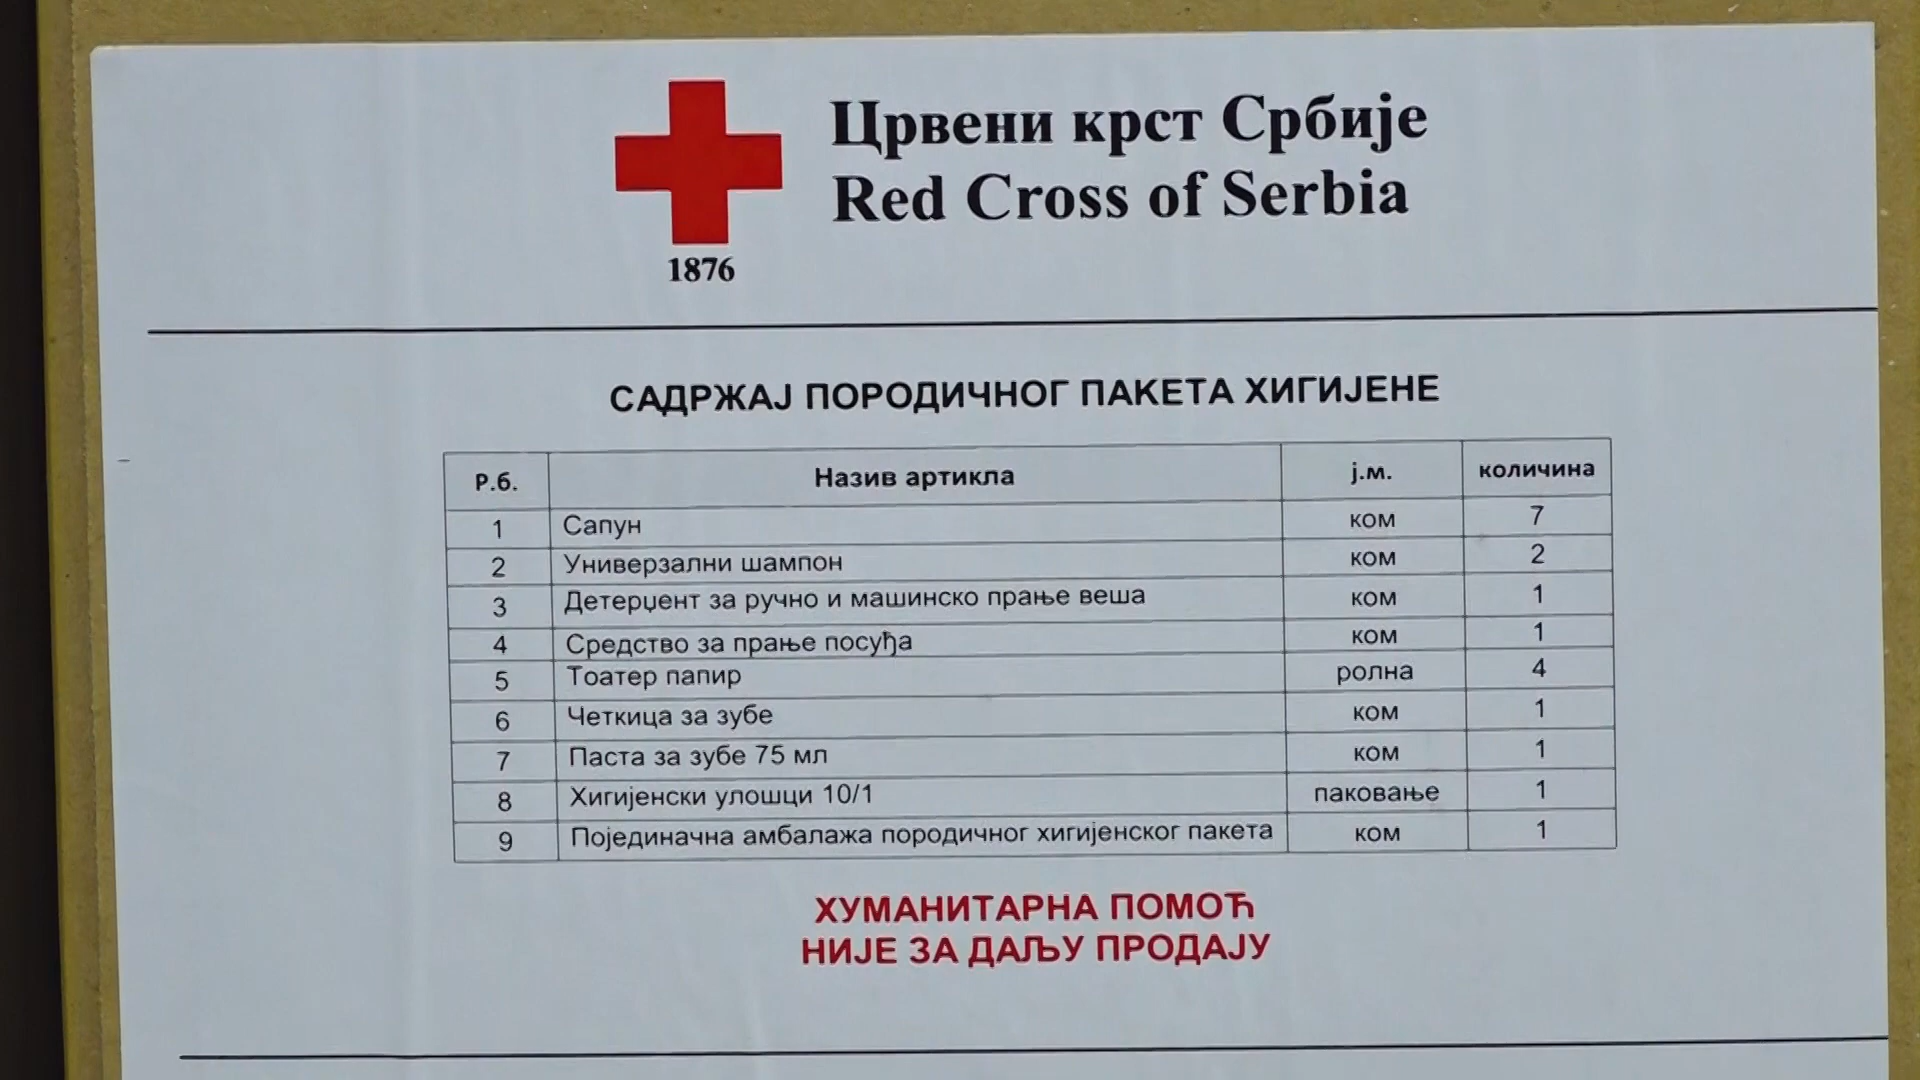 Црвени крст Србије
Red Cross of Serbia
1876
САДРЖАЈ ПОРОДИЧНОГ ПАКЕТА ХИГИЈЕНЕ
Р.б. Назив артикла ј.м. количина
1 Сапун ком 7
2 Универзални шампон ком 2
3 Детерџент за ручно и машинско прање веша ком 1
4 Средство за прање посуђа ком 1
5 Тоатер папир ролна 4
6 Четкица за зубе ком 1
7 Паста за зубе 75 мл ком 1
8 Хигијенски улошци 10/1 паковање 1
9 Појединачна амбалажа породичног хигијенског пакета ком 1
ХУМАНИТАРНА ПОМОЋ
НИЈЕ ЗА ДАЉУ ПРОДАЈУ